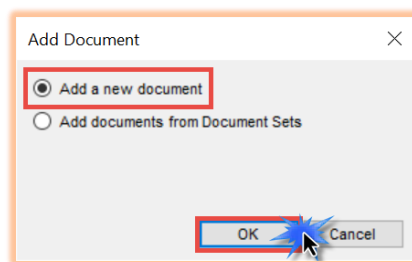 Add Document
Add a new document
Add documents from Document Sets
OK Cancel